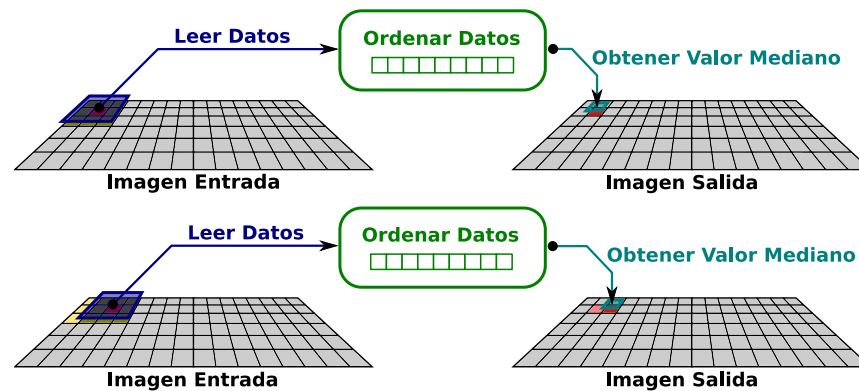 Leer Datos
Ordenar Datos
Obtener Valor Mediano
Imagen Entrada
Imagen Salida
Leer Datos
Ordenar Datos
Obtener Valor Mediano
Imagen Entrada
Imagen Salida